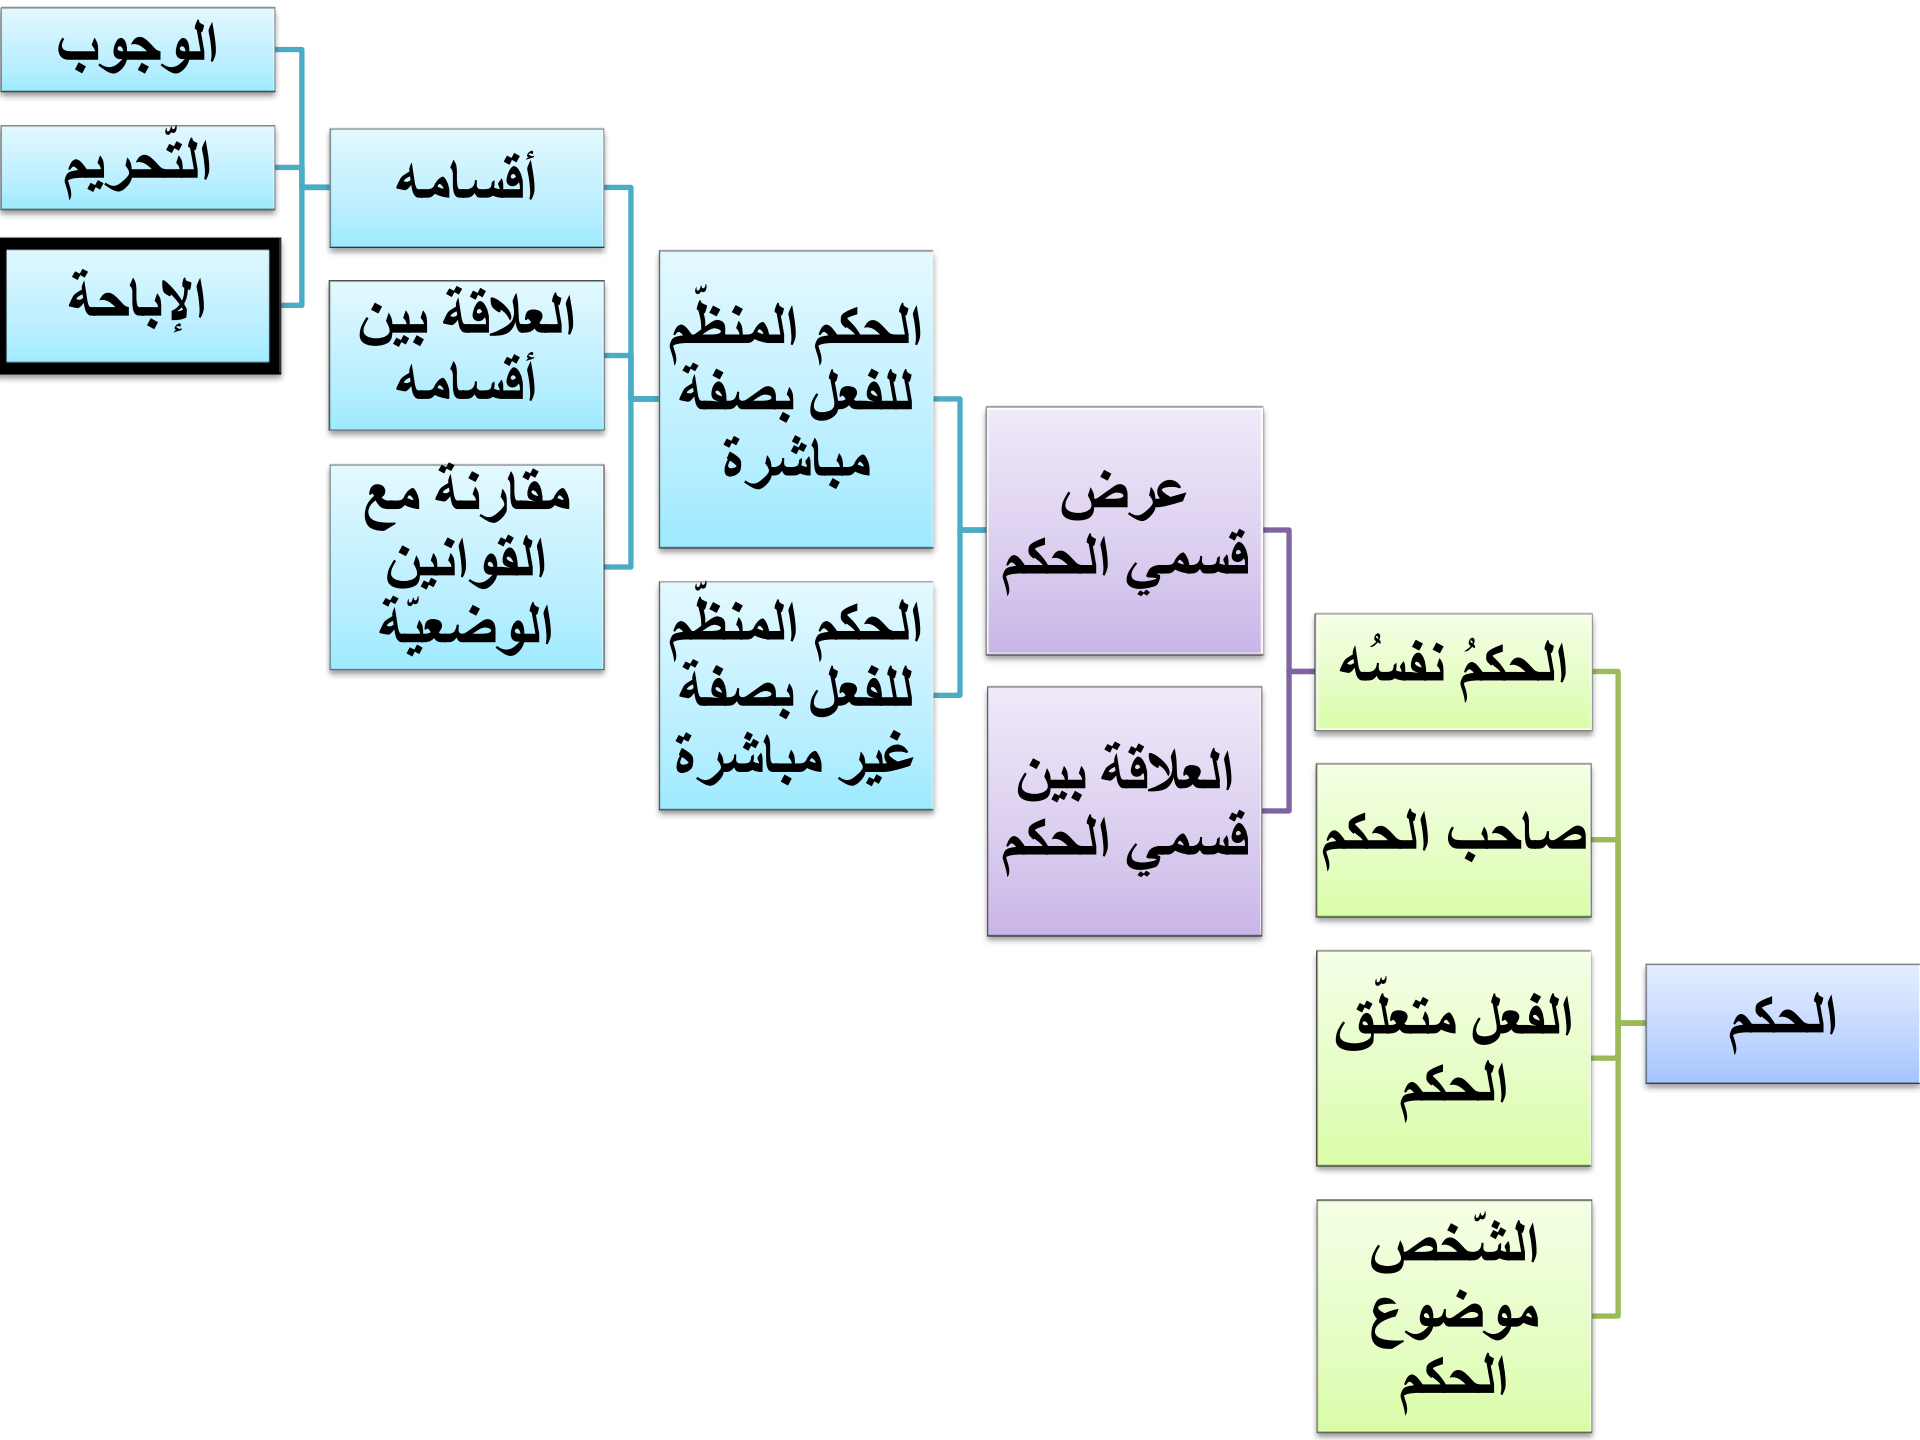 الحكم
الحكمُ نفسُه
صاحب الحكم
الفعل متعلّق
الحكم
الشّخص
موضوع
الحكم
عرض
قسمي الحكم
العلاقة بين
قسمي الحكم
الحكم المنظّم
للفعل بصفة
مباشرة
الحكم المنظّم
للفعل بصفة
غير مباشرة
أقسامه
العلاقة بين
أقسامه
مقارنة مع
القوانين
الوضعيّة
الوجوب
التّحريم
الإباحة